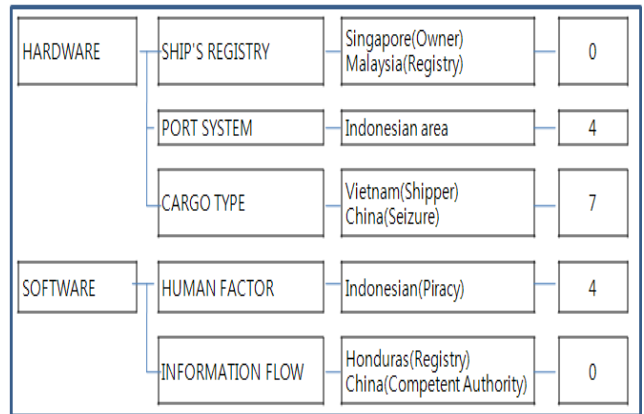 HARDWARE
SHIP'S REGISTRY
Singapore(Owner)
Malaysia(Registry)
0
PORT SYSTEM
Indonesian area
4
CARGO TYPE
Vietnam(Shipper)
China(Seizure)
7
SOFTWARE
HUMAN FACTOR
Indonesian(Piracy)
4
INFORMATION FLOW
Honduras(Registry)
China(Competent Authority)
0